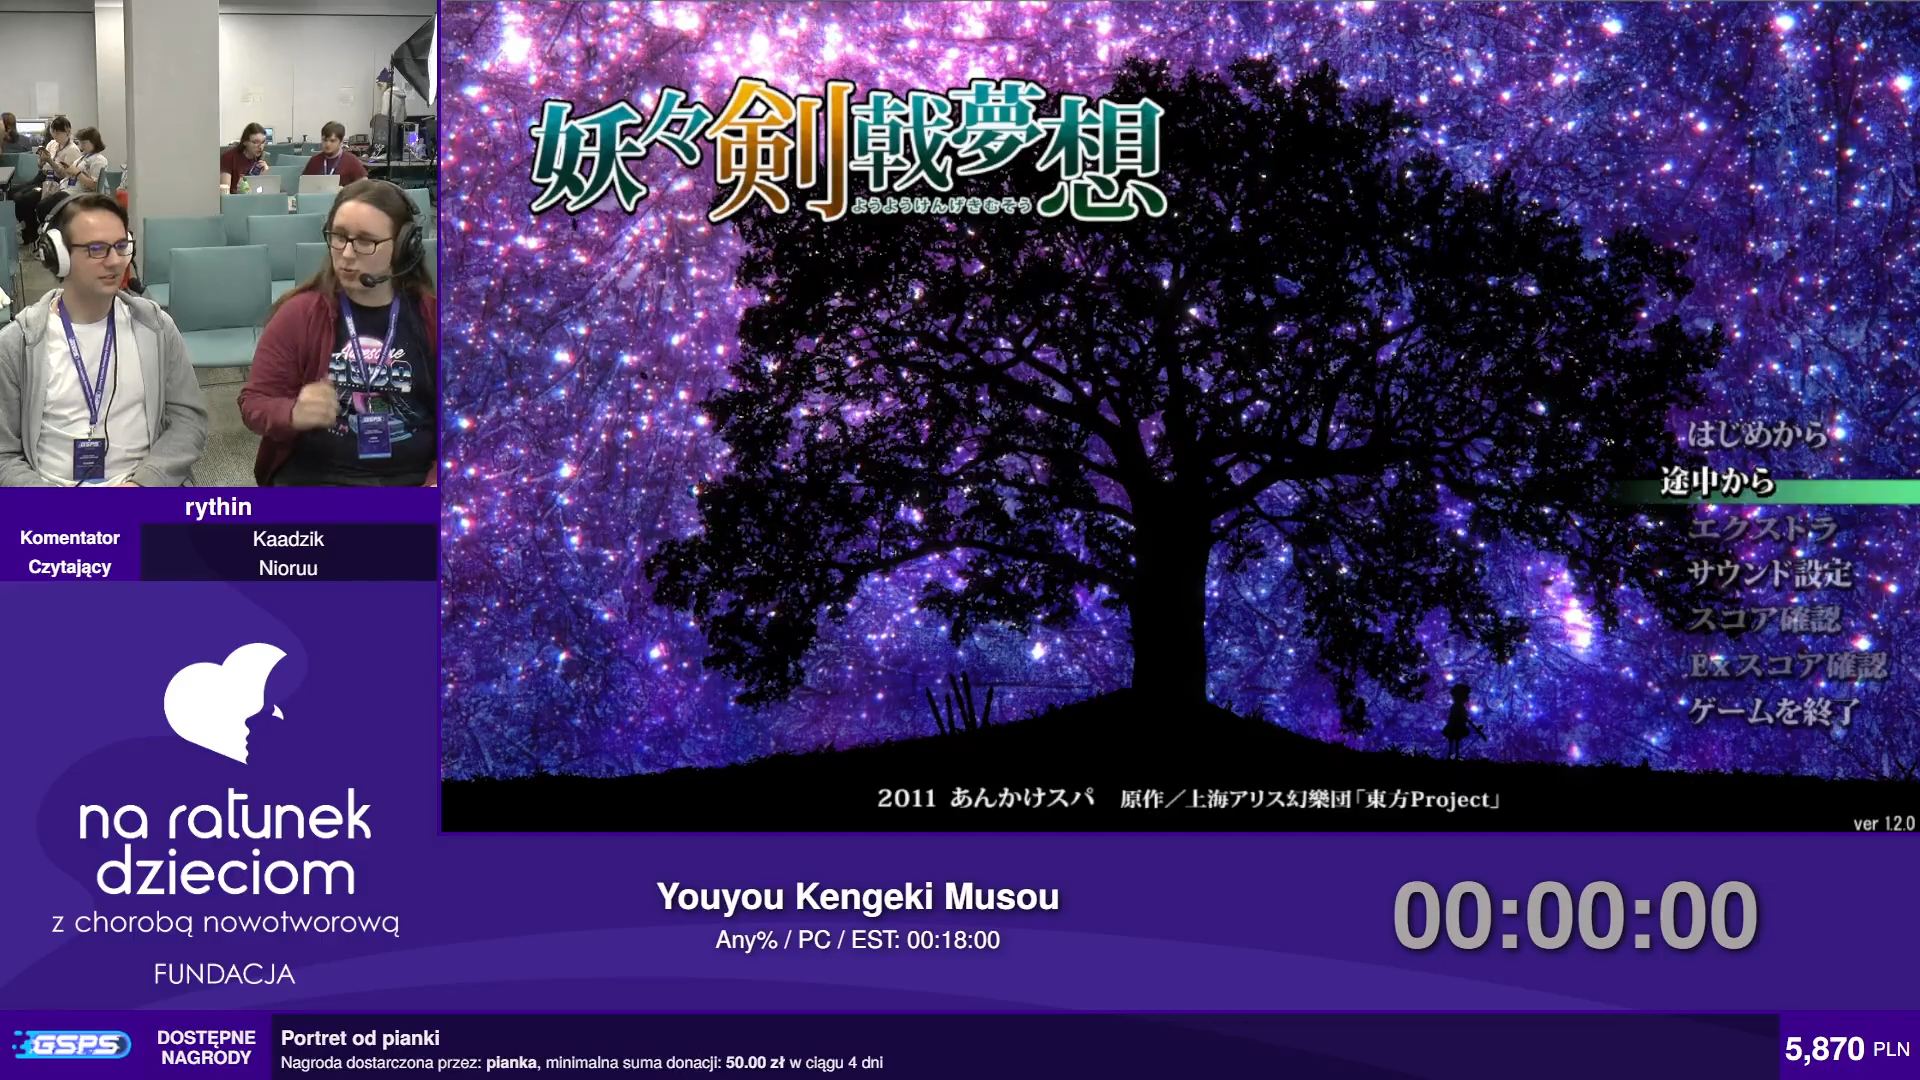 妖々剣戟夢想
ようようけんげきむそう
はじめから
途中から
エクストラ
サウンド設定
スコア確認
Exスコア確認
ゲームを終了
2011 あんかけスパ 原作／上海アリス幻樂団「東方Project」
ver 1.2.0
rythin
Komentator
Kaadzik
Czytający
Nioruu
na ratunek
dzieciom
z chorobą nowotworową
FUNDACJA
Youyou Kengeki Musou
Any% / PC / EST: 00:18:00
00:00:00
GSPS
DOSTĘPNE
NAGRODY
Portret od pianki
Nagroda dostarczona przez: pianka, minimalna suma donacji: 50.00 zł w ciągu 4 dni
5,870 PLN